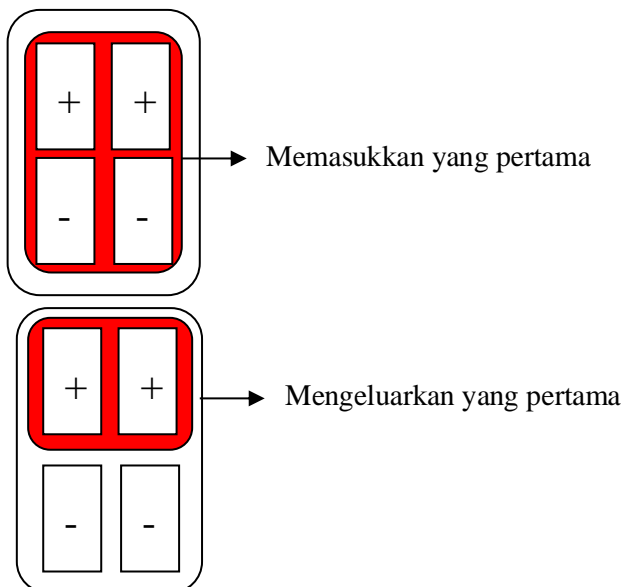 + +
Memasukkan yang pertama
- -
+ +
Mengeluarkan yang pertama
- -